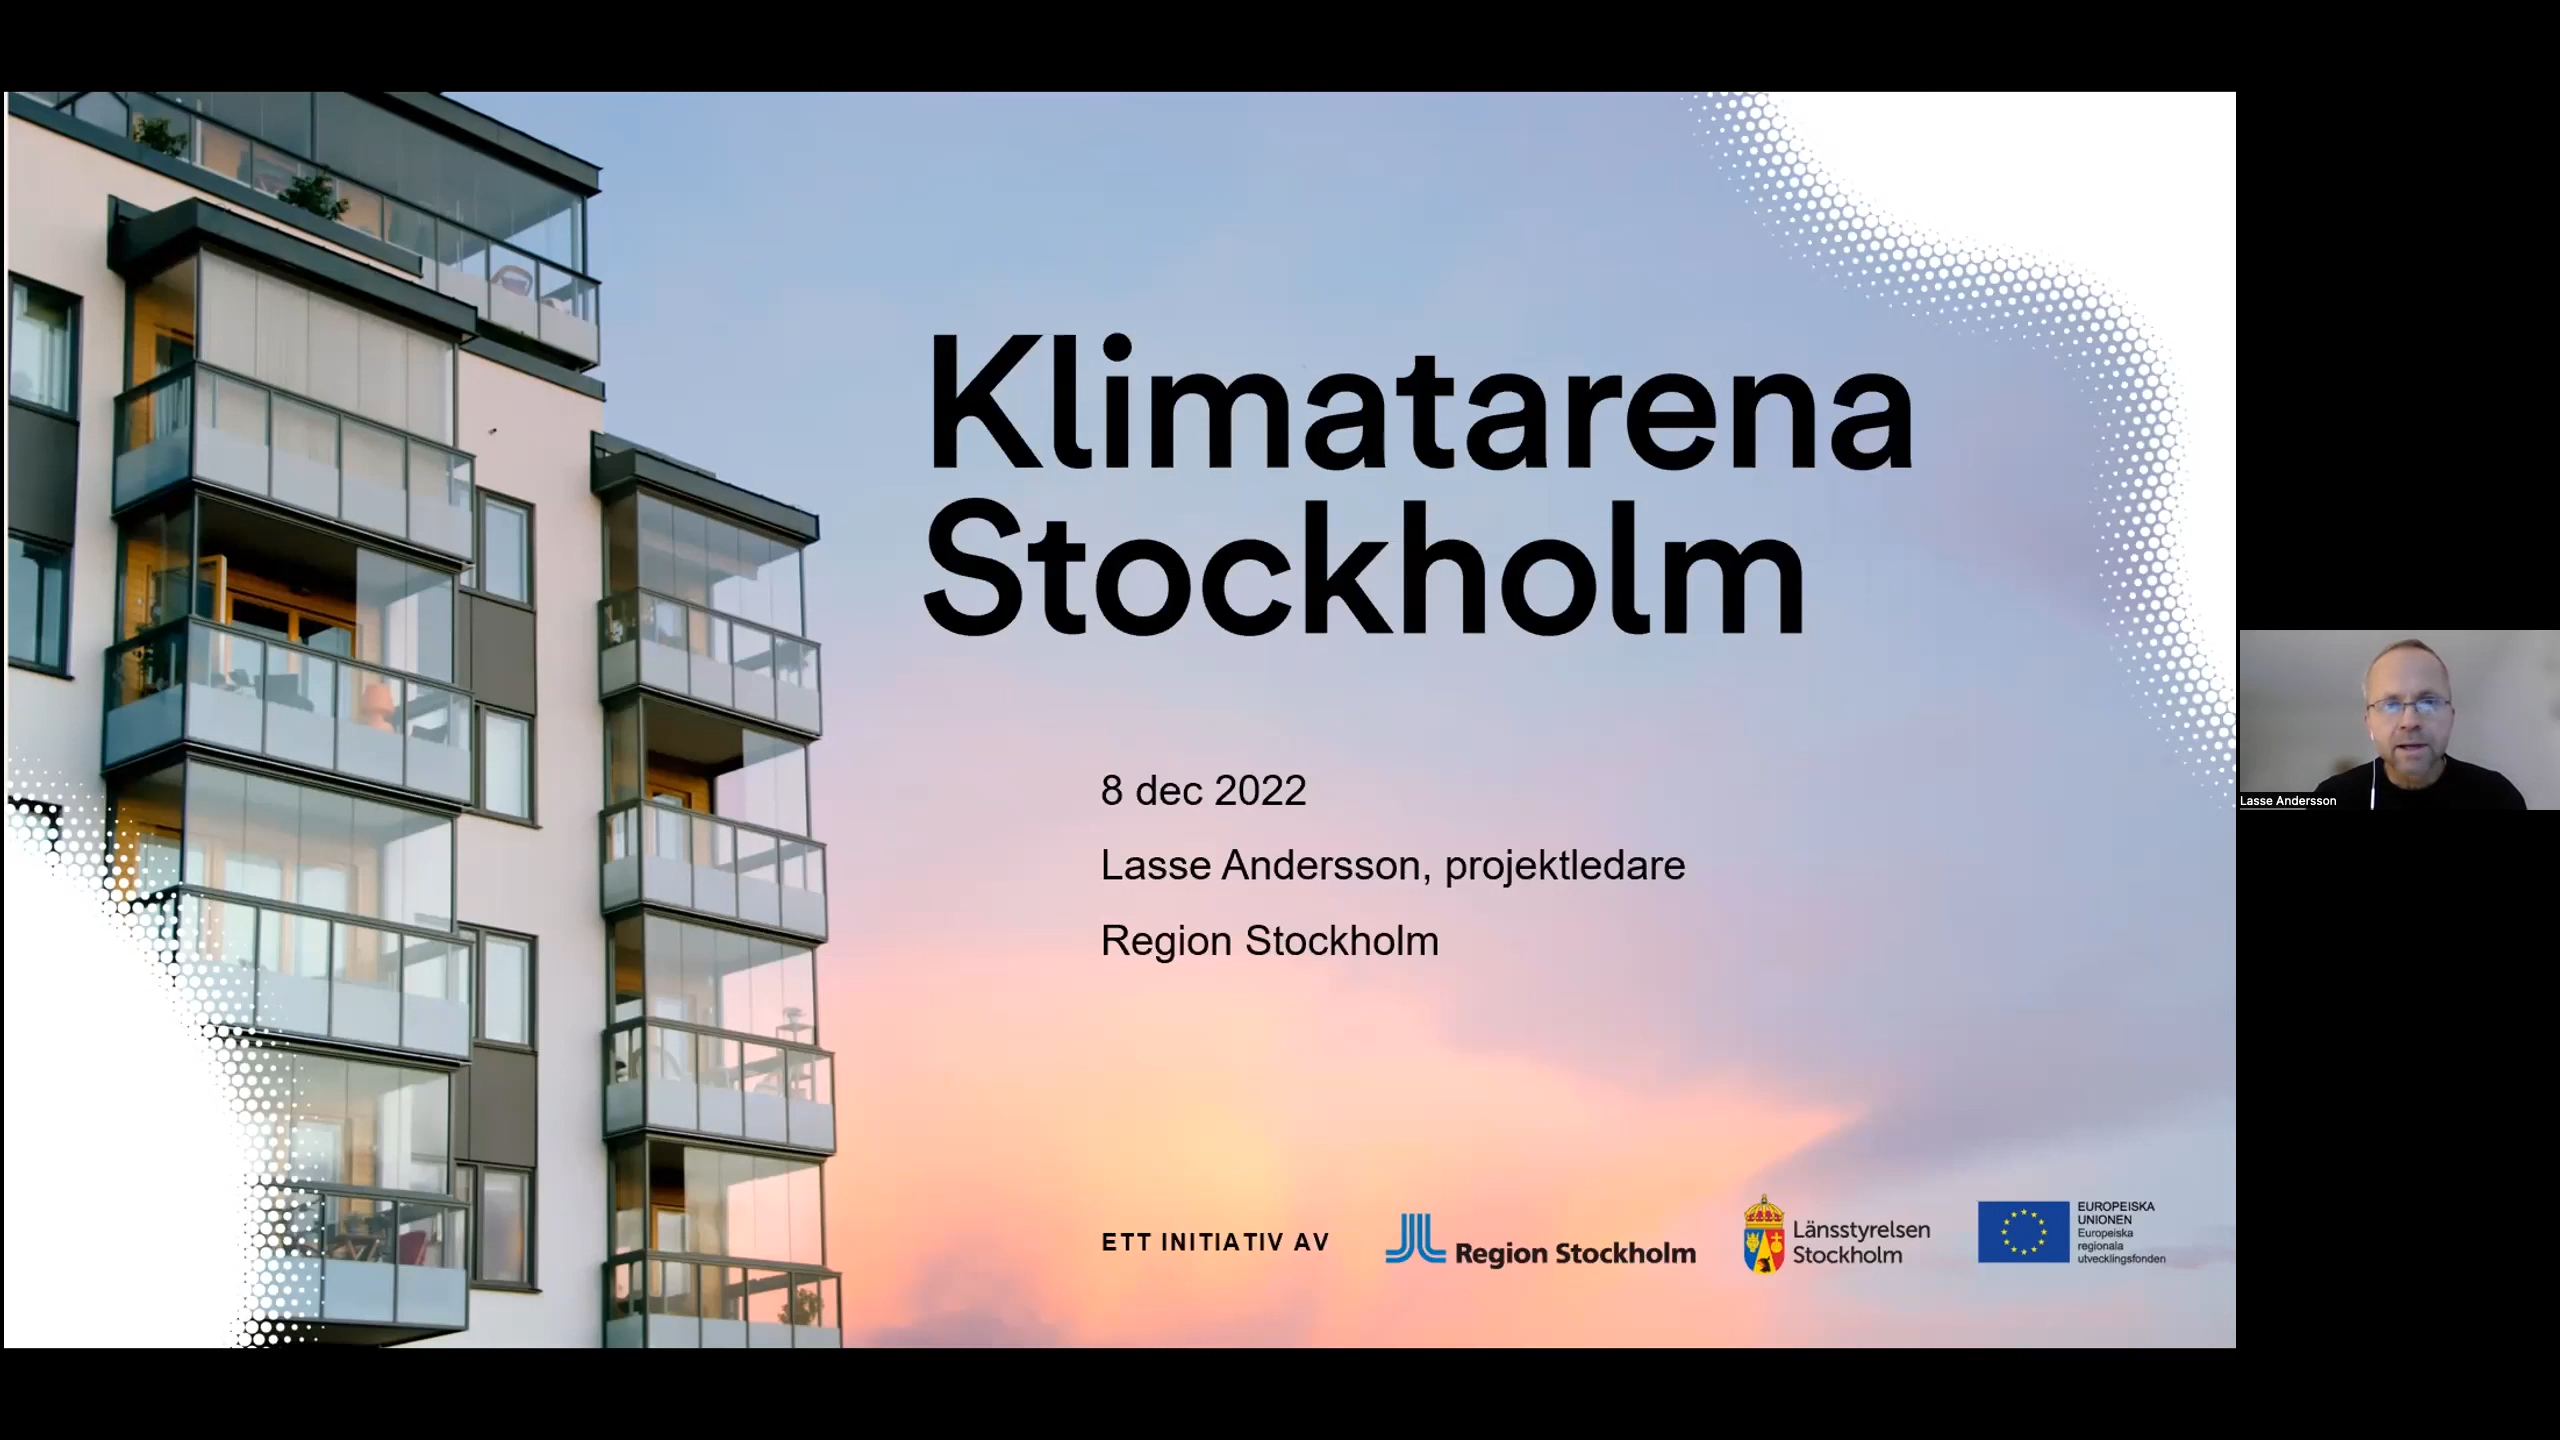 Klimatarena
Stockholm
8 dec 2022
Lasse Andersson, projektledare
Region Stockholm
ETT INITIATIV AV
Region Stockholm
Länsstyrelsen
Stockholm
EUROPEISKA
UNIONEN
Europeiska
regionala
utvecklingsfonden
Lasse Andersson